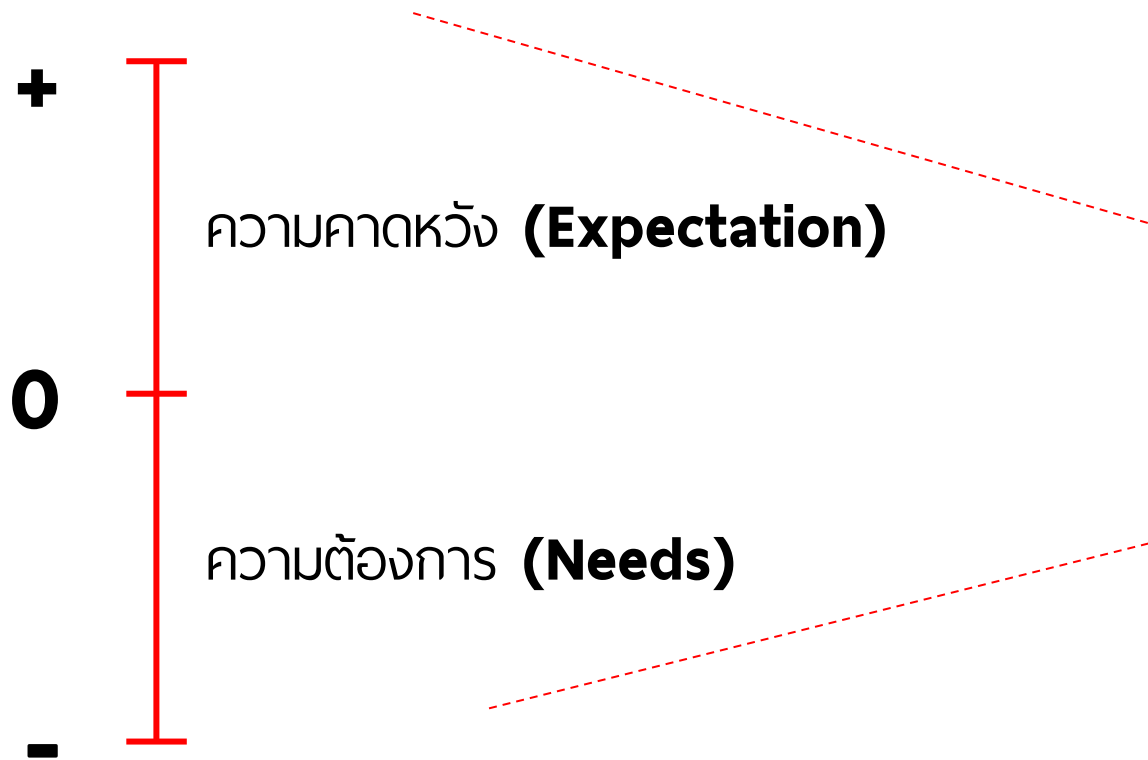 +
ความคาดหวัง (Expectation)
0
ความต้องการ (Needs)
-